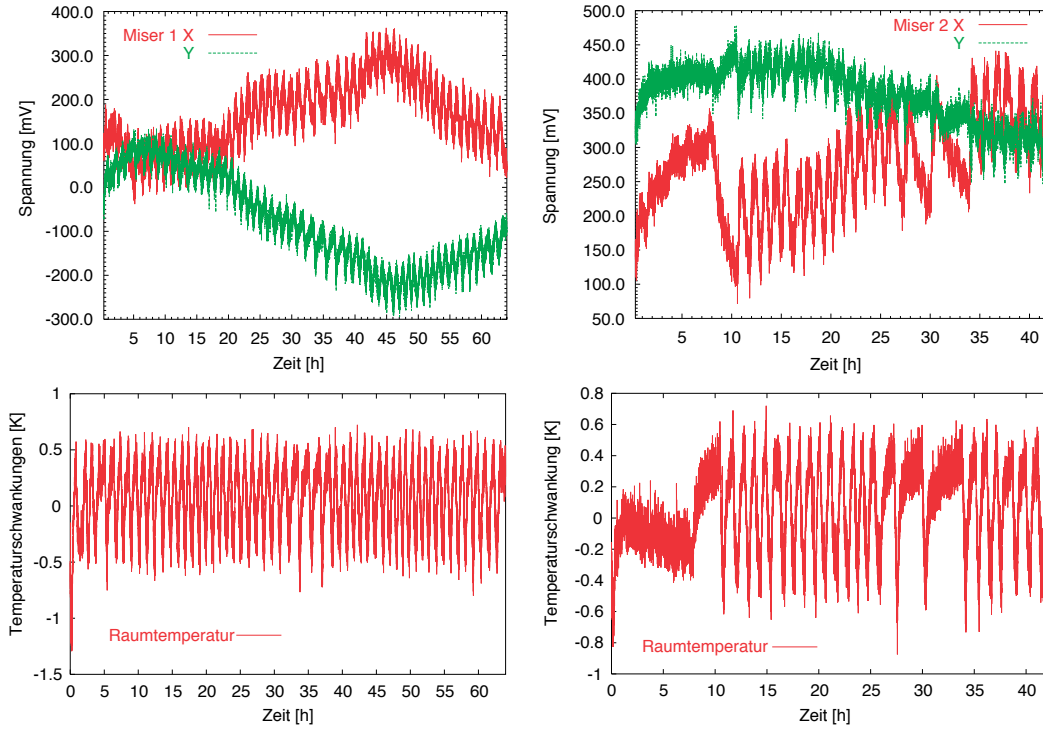 400.0
300.0
200.0
100.0
0.0
-100.0
-200.0
-300.0
Spannung [mV]
Miser 1 X
Y
5 10 15 20 25 30 35 40 45 50 55 60
Zeit [h]
500.0
450.0
400.0
350.0
300.0
250.0
200.0
150.0
100.0
50.0
Spannung [mV]
Miser 2 X
Y
5 10 15 20 25 30 35 40
Zeit [h]
1
0.5
0
-0.5
-1
-1.5
Temperaturschwankungen [K]
Raumtemperatur
0 5 10 15 20 25 30 35 40 45 50 55 60
Zeit [h]
0.8
0.6
0.4
0.2
0
-0.2
-0.4
-0.6
-0.8
-1
Temperaturschwankung [K]
Raumtemperatur
0 5 10 15 20 25 30 35 40
Zeit [h]